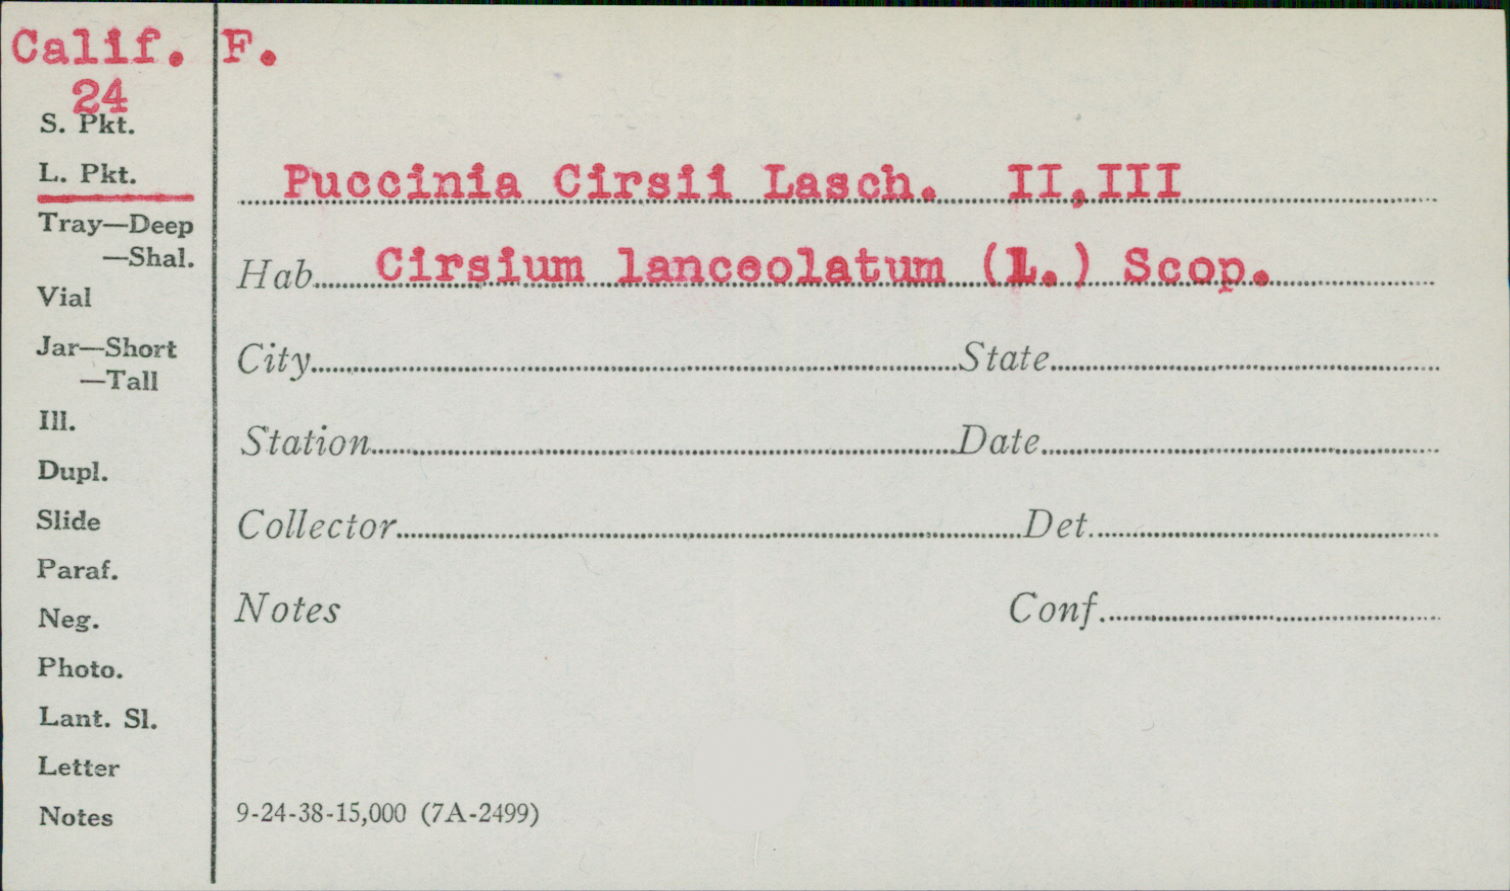 Calif. F.
24
S. Pkt.
L. Pkt.
Puccinia Cirsii Lasch. II,III
Tray—Deep
—Shal.
Hab. Cirsium lanceolatum (L.) Scop.
Vial
Jar—Short
—Tall
City State
Ill.
Station Date
Dupl.
Slide
Collector Det.
Paraf.
Neg.
Notes Conf.
Photo.
Lant. Sl.
Letter
Notes
9-24-38-15,000 (7A-2499)